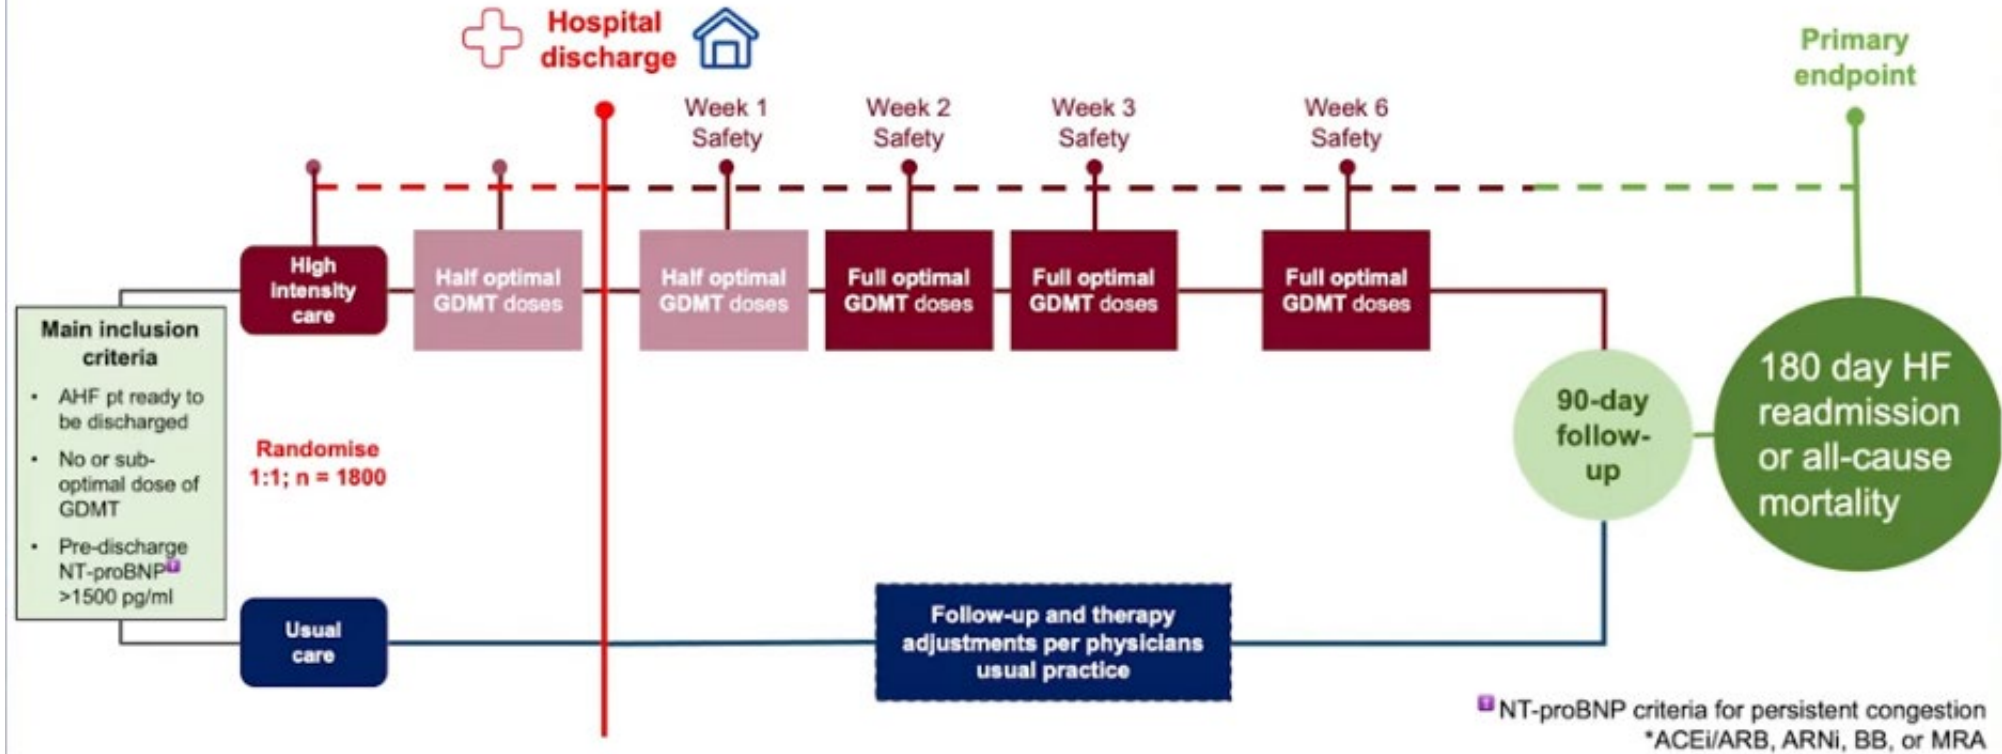 Hospital
discharge
Primary
endpoint
Week 1
Safety
Week 2
Safety
Week 3
Safety
Week 6
Safety
High
intensity
care
Half optimal
GDMT doses
Half optimal
GDMT doses
Full optimal
GDMT doses
Full optimal
GDMT doses
Full optimal
GDMT doses
Main inclusion
criteria
• AHF pt ready to
be discharged
• No or sub-
optimal dose of
GDMT
• Pre-discharge
NT-proBNP
>1500 pg/ml
Randomise
1:1; n = 1800
90-day
follow-
up
180 day HF
readmission
or all-cause
mortality
Usual
care
Follow-up and therapy
adjustments per physicians
usual practice
NT-proBNP criteria for persistent congestion
*ACEi/ARB, ARNi, BB, or MRA